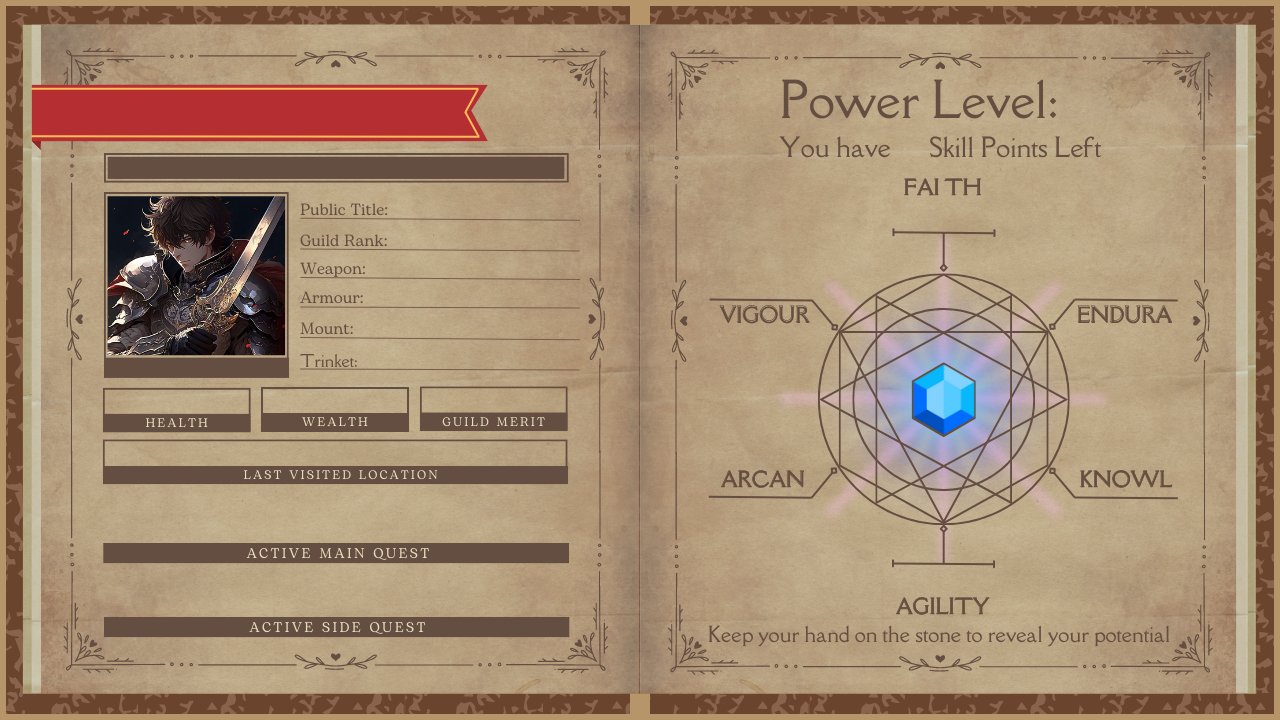 Public Title:
Guild Rank:
Weapon:
Armour:
Mount:
Trinket:
HEALTH
WEALTH
GUILD MERIT
LAST VISITED LOCATION
ACTIVE MAIN QUEST
ACTIVE SIDE QUEST
Power Level:
You have Skill Points Left
FAI TH
VIGOUR
ENDURA
ARCAN
KNOWL
AGILITY
Keep your hand on the stone to reveal your potential